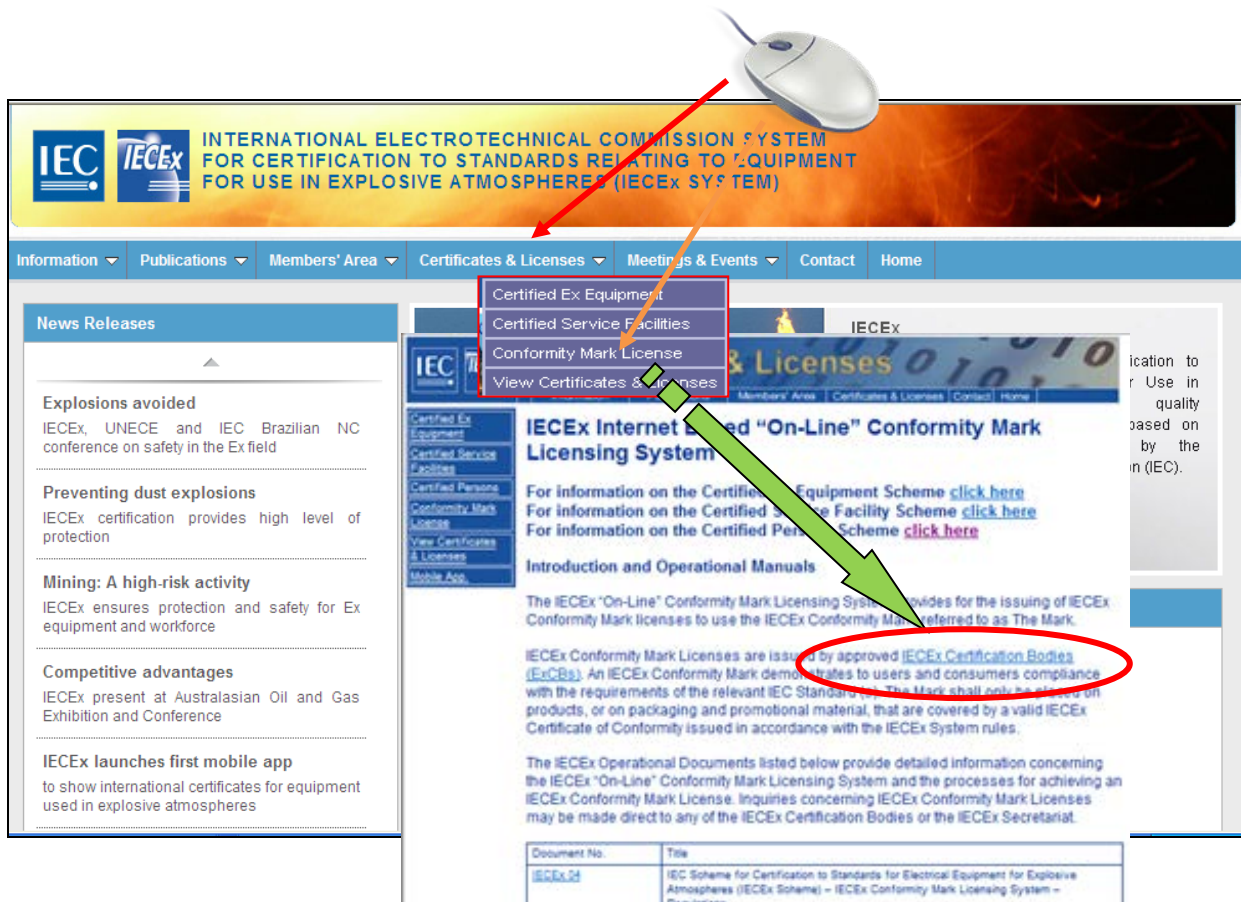 IEC
IECEx
INTERNATIONAL ELECTROTECHNICAL COMMISSION SYSTEM
FOR CERTIFICATION TO STANDARDS RELATING TO EQUIPMENT
FOR USE IN EXPLOSIVE ATMOSPHERES (IECEx SYSTEM)
Information Publications Members' Area Certificates & Licenses Meetings & Events Contact Home
Certified Ex Equipment
Certified Service Facilities
Conformity Mark License
View Certificates & Licenses
News Releases
Explosions avoided
IECEx, UNECE and IEC Brazilian NC
conference on safety in the Ex field
Preventing dust explosions
IECEx certification provides high level of
protection
Mining: A high-risk activity
IECEx ensures protection and safety for Ex
equipment and workforce
Competitive advantages
IECEx present at Australasian Oil and Gas
Exhibition and Conference
IECEx launches first mobile app
to show international certificates for equipment
used in explosive atmospheres
IECEx
ication to
r Use in
quality
based on
by the
n (IEC).
IEC
& Licenses
Members' Area Certificates & Licenses Contact Home
Certified Ex
Equipment
Certified Service
Facilities
Certified Persons
Conformity Mark
License
View Certificates
& Licenses
Mobile App.
IECEx Internet Based “On-Line” Conformity Mark
Licensing System
For information on the Certified Equipment Scheme click here
For information on the Certified Service Facility Scheme click here
For information on the Certified Persons Scheme click here
Introduction and Operational Manuals
The IECEx "On-Line" Conformity Mark Licensing System provides for the issuing of IECEx
Conformity Mark licenses to use the IECEx Conformity Mark, referred to as The Mark.
IECEx Conformity Mark Licenses are issued by approved IECEx Certification Bodies
(ExCBs). An IECEx Conformity Mark demonstrates to users and consumers compliance
with the requirements of the relevant IEC Standard(s). The Mark shall only be placed on
products, or on packaging and promotional material, that are covered by a valid IECEx
Certificate of Conformity issued in accordance with the IECEx System rules.
The IECEx Operational Documents listed below provide detailed information concerning
the IECEx "On-Line" Conformity Mark Licensing System and the processes for achieving an
IECEx Conformity Mark License. Inquiries concerning IECEx Conformity Mark Licenses
may be made direct to any of the IECEx Certification Bodies or the IECEx Secretariat.
Document No. Title
IECEx 04 IEC Scheme for Certification to Standards for Electrical Equipment for Explosive
Atmospheres (IECEx Scheme) – IECEx Conformity Mark Licensing System –